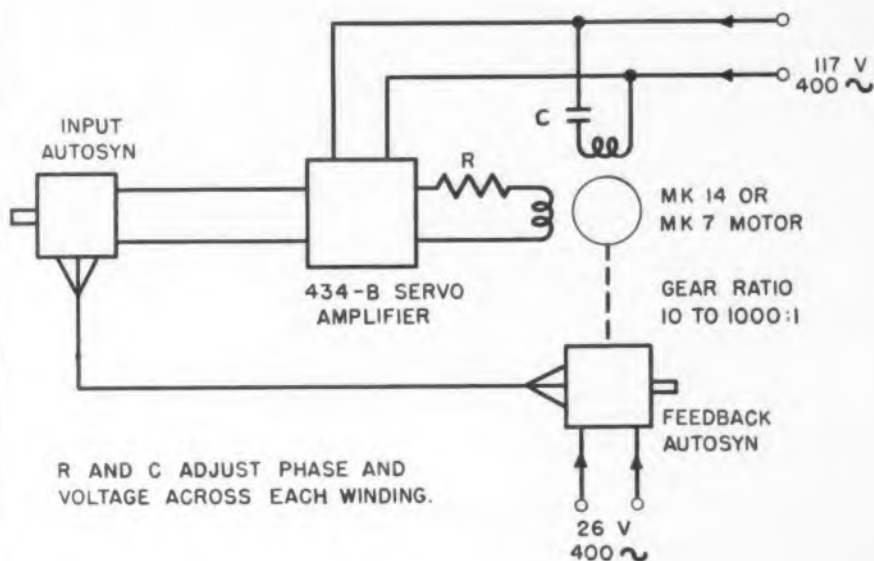 117 V
400 ~
INPUT
AUTOSYN
C
R
MK 14 OR
MK 7 MOTOR
434-B SERVO
AMPLIFIER
GEAR RATIO
10 TO 1000:1
FEEDBACK
AUTOSYN
R AND C ADJUST PHASE AND
VOLTAGE ACROSS EACH WINDING.
26 V
400 ~